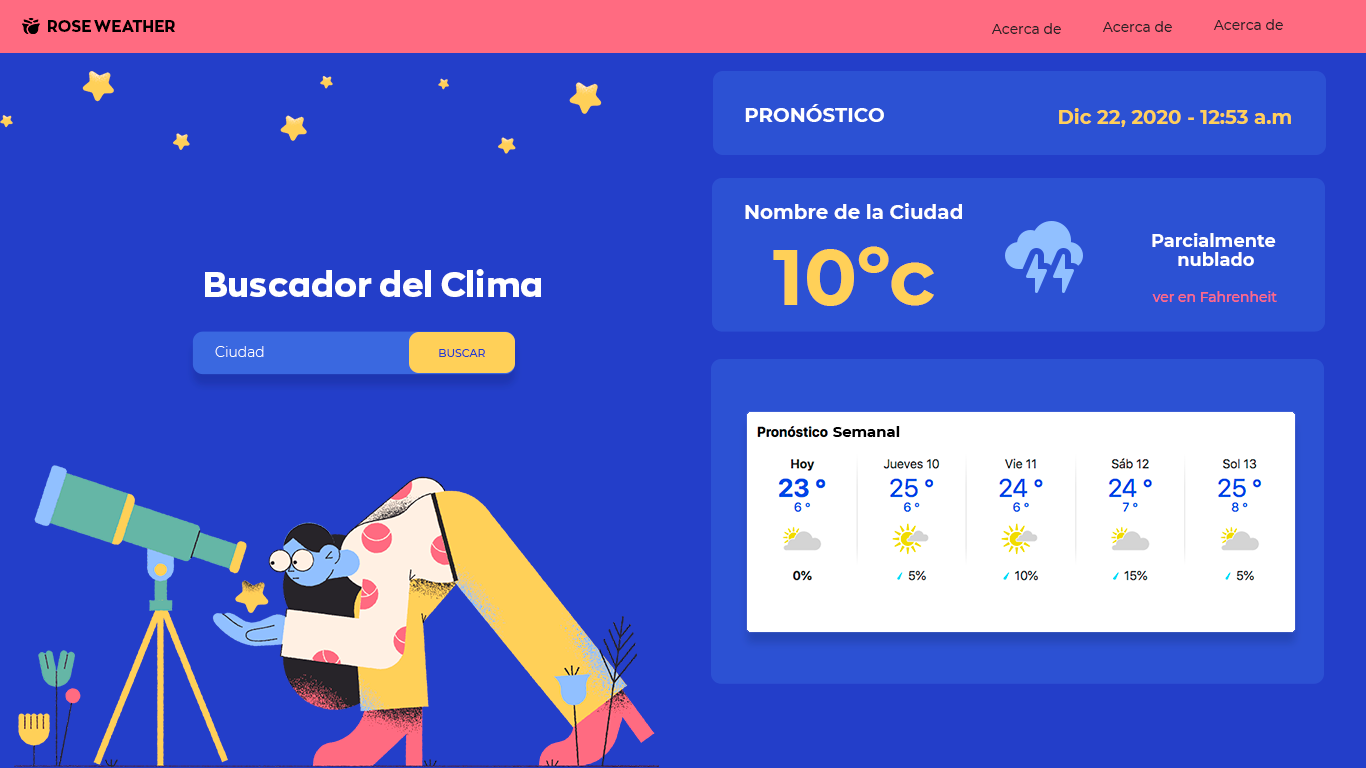 ROSE WEATHER
Acerca de
Acerca de
Acerca de
Buscador del Clima
Ciudad
BUSCAR
PRONÓSTICO
Dic 22, 2020 - 12:53 a.m
Nombre de la Ciudad
10°c
Parcialmente
nublado
ver en Fahrenheit
Pronóstico Semanal
Hoy
23 °
6 °
0%
Jueves 10
25 °
6 °
5%
Vie 11
24 °
6 °
10%
Sáb 12
24 °
7 °
15%
Sol 13
25 °
8 °
5%